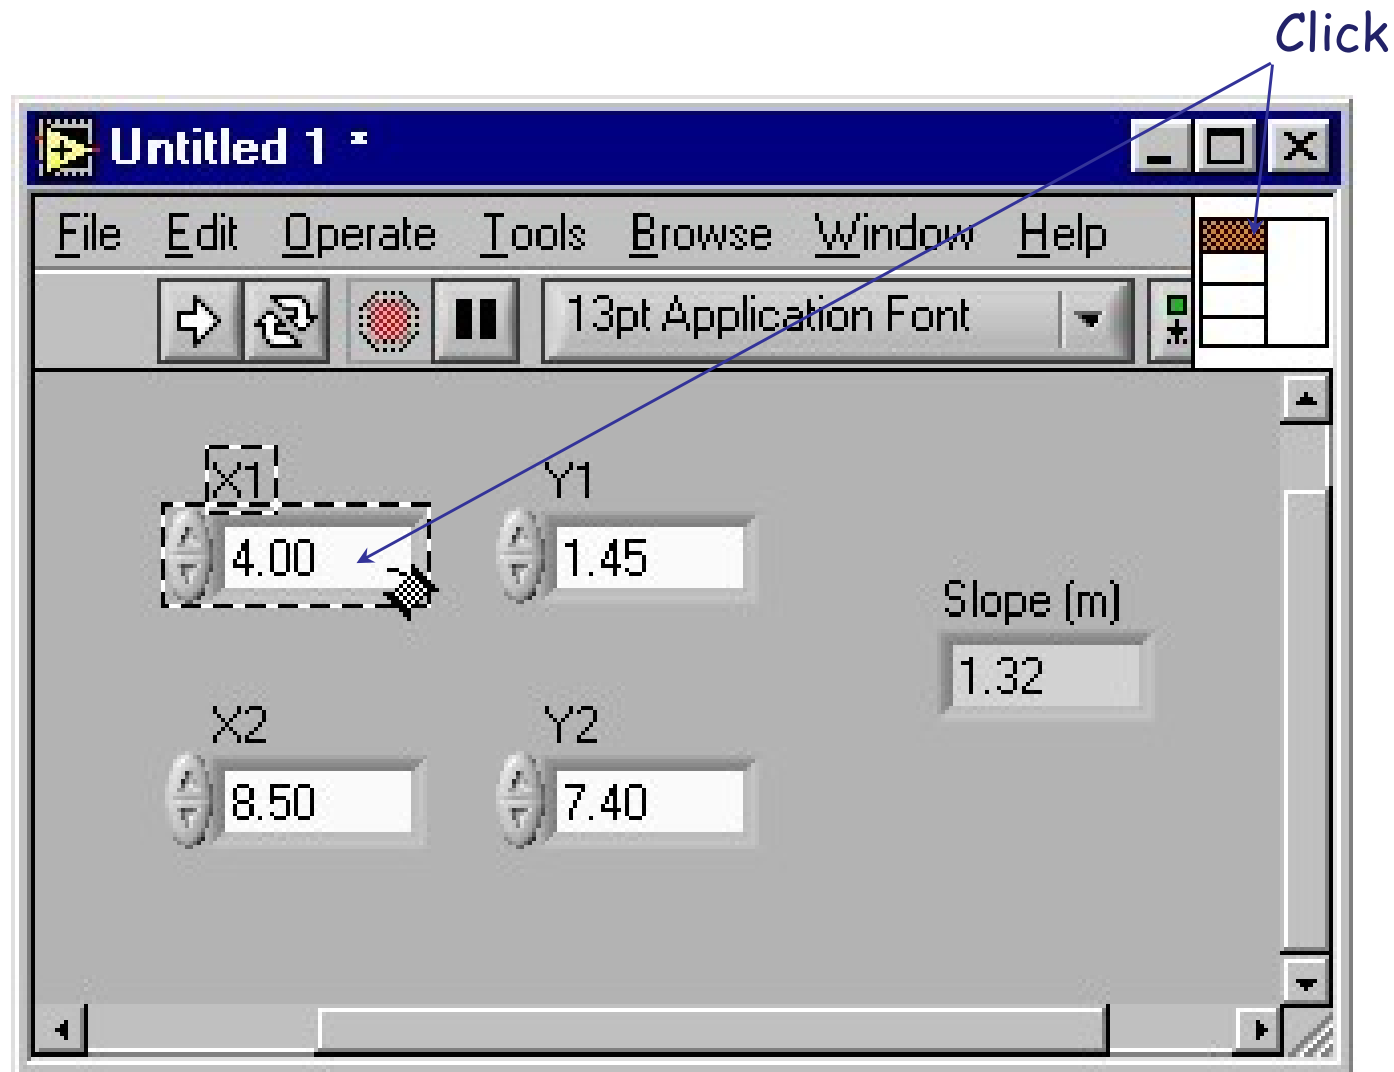 Click
Untitled 1 *
File Edit Operate Tools Browse Window Help
13pt Application Font
X1 Y1
4.00 1.45
Slope (m)
1.32
X2 Y2
8.50 7.40